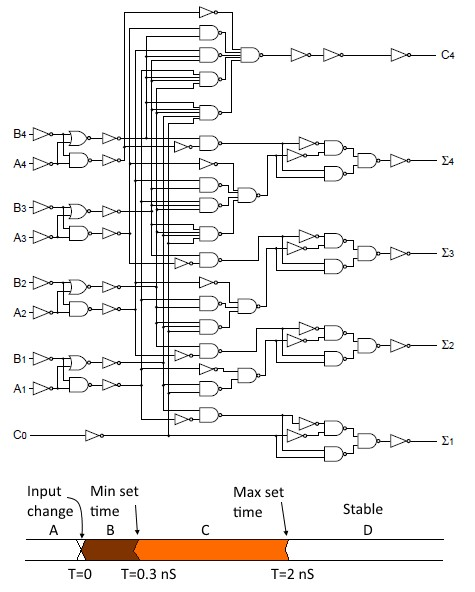 C4
B4
A4
Σ4
B3
A3
Σ3
B2
A2
Σ2
B1
A1
C0
Σ1
Input change
Min set time
Max set time
Stable
A
B
C
D
T=0
T=0.3 nS
T=2 nS